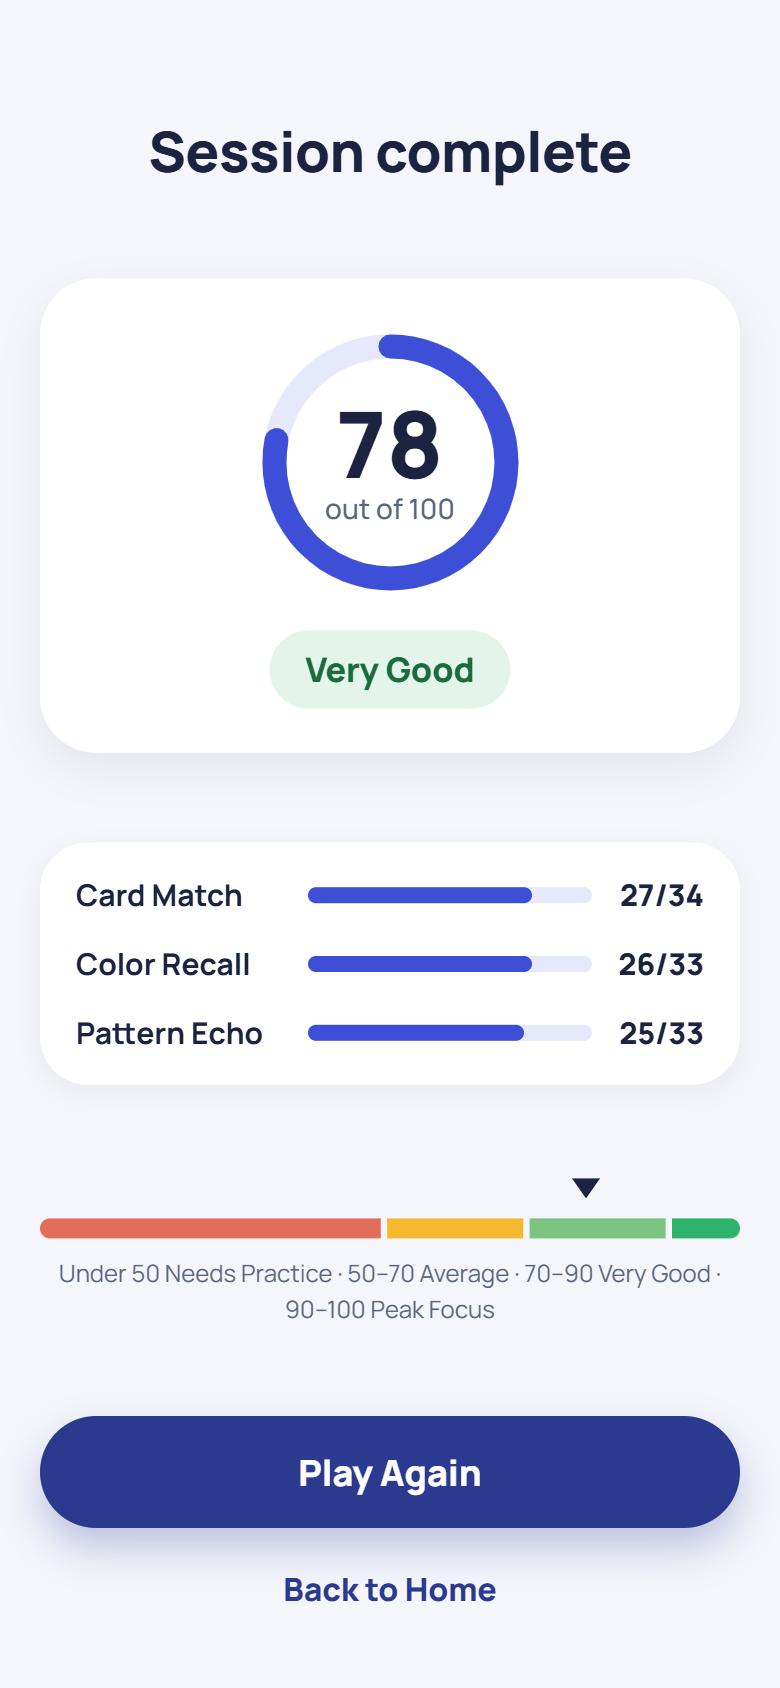 Session complete
78
out of 100
Very Good
Card Match 27/34
Color Recall 26/33
Pattern Echo 25/33
Under 50 Needs Practice · 50–70 Average · 70–90 Very Good ·
90–100 Peak Focus
Play Again
Back to Home